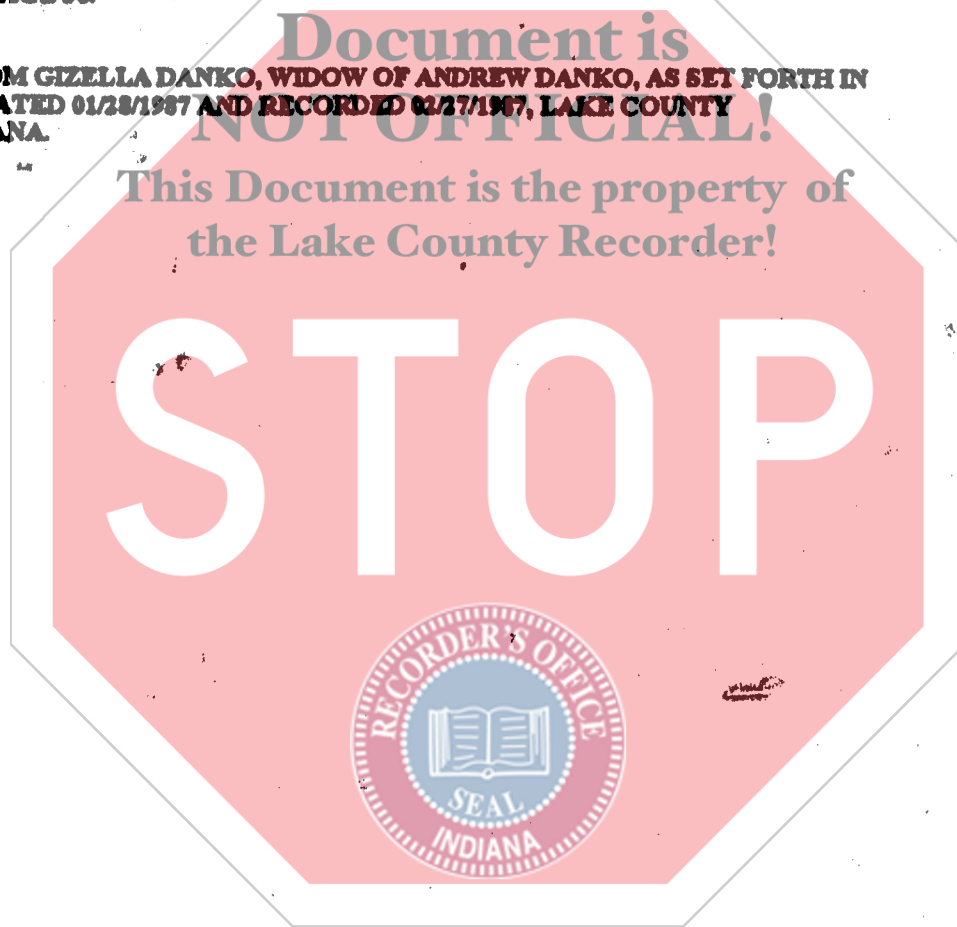 Document is
M GIZELLA DANKO, WIDOW OF ANDREW DANKO, AS SET FORTH IN
ATED 01/28/1987 AND RECORDED 02/27/1987, LAKE COUNTY
ANA.
NOT OFFICIAL!
This Document is the property of
the Lake County Recorder!
STOP
RECORDER'S OFFICE
SEAL
INDIANA